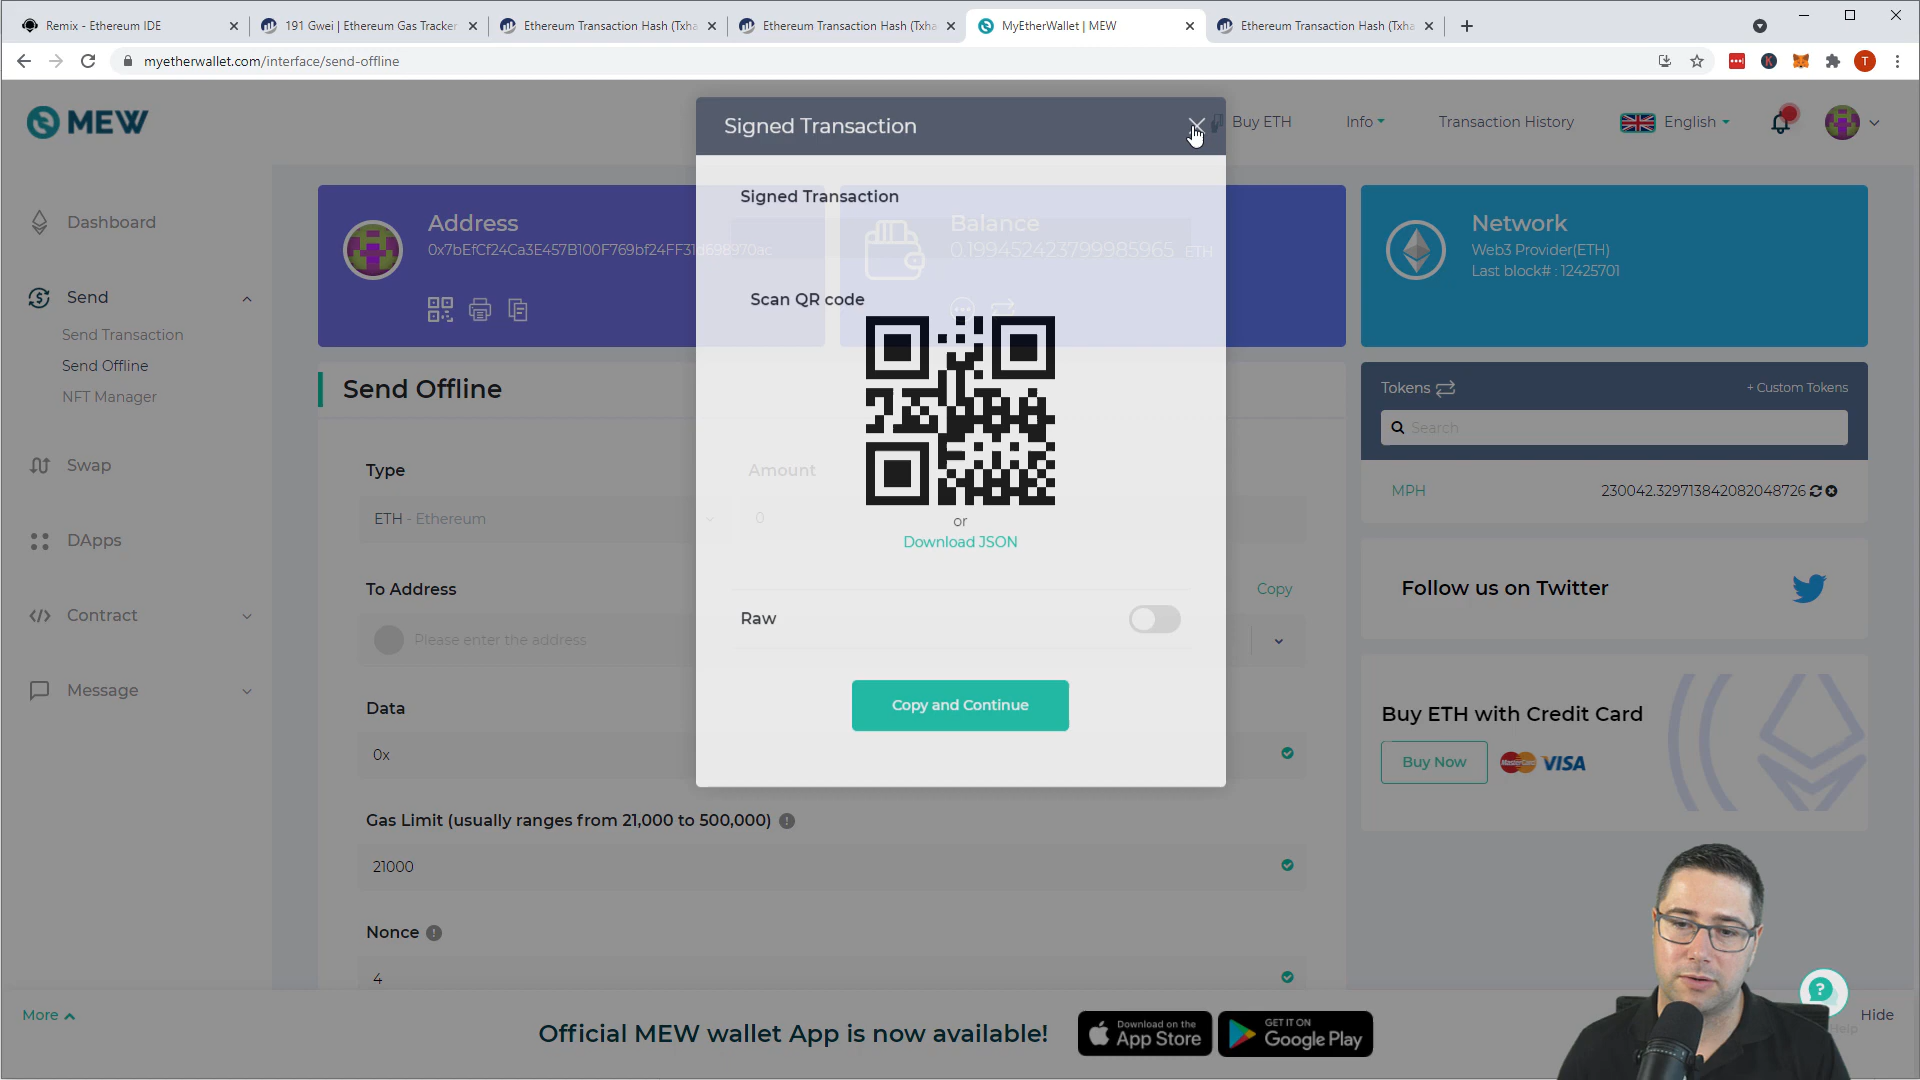 Remix - Ethereum IDE
191 Gwei | Ethereum Gas Tracker
Ethereum Transaction Hash (Txha
Ethereum Transaction Hash (Txha
MyEtherWallet | MEW
Ethereum Transaction Hash (Txha
myetherwallet.com/interface/send-offline
T
MEW
Buy ETH
Info
Transaction History
English
Signed Transaction
Dashboard
Send
Send Transaction
Send Offline
NFT Manager
Swap
DApps
Contract
Message
More
Address
0x7bEfCf24Ca3E457B100F769bf24FF31d698970ac
Balance
0.199452423799985965 ETH
Network
Web3 Provider(ETH)
Last block# : 12425701
Signed Transaction
Scan QR code
or
Download JSON
Raw
Copy and Continue
Send Offline
Type
ETH - Ethereum
Amount
0
To Address
Copy
Please enter the address
Data
0x
Gas Limit (usually ranges from 21,000 to 500,000)
21000
Nonce
4
Tokens
+ Custom Tokens
Search
MPH
230042.329713842082048726
Follow us on Twitter
Buy ETH with Credit Card
Buy Now
MasterCard
VISA
Official MEW wallet App is now available!
Download on the
App Store
GET IT ON
Google Play
Help
Hide